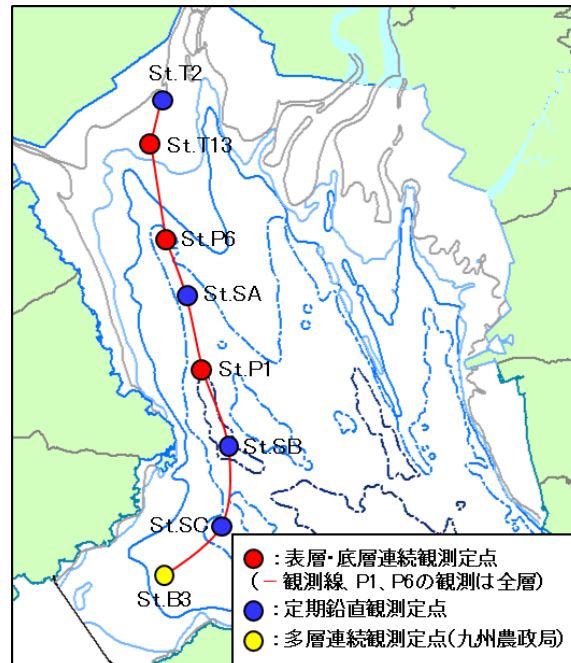 St.T2
St.T13
St.P6
St.SA
St.P1
St.SB
St.SC
St.B3
：表層・底層連続観測定点
（－観測線、P1、P6の観測は全層）
：定期鉛直観測定点
：多層連続観測定点(九州農政局)